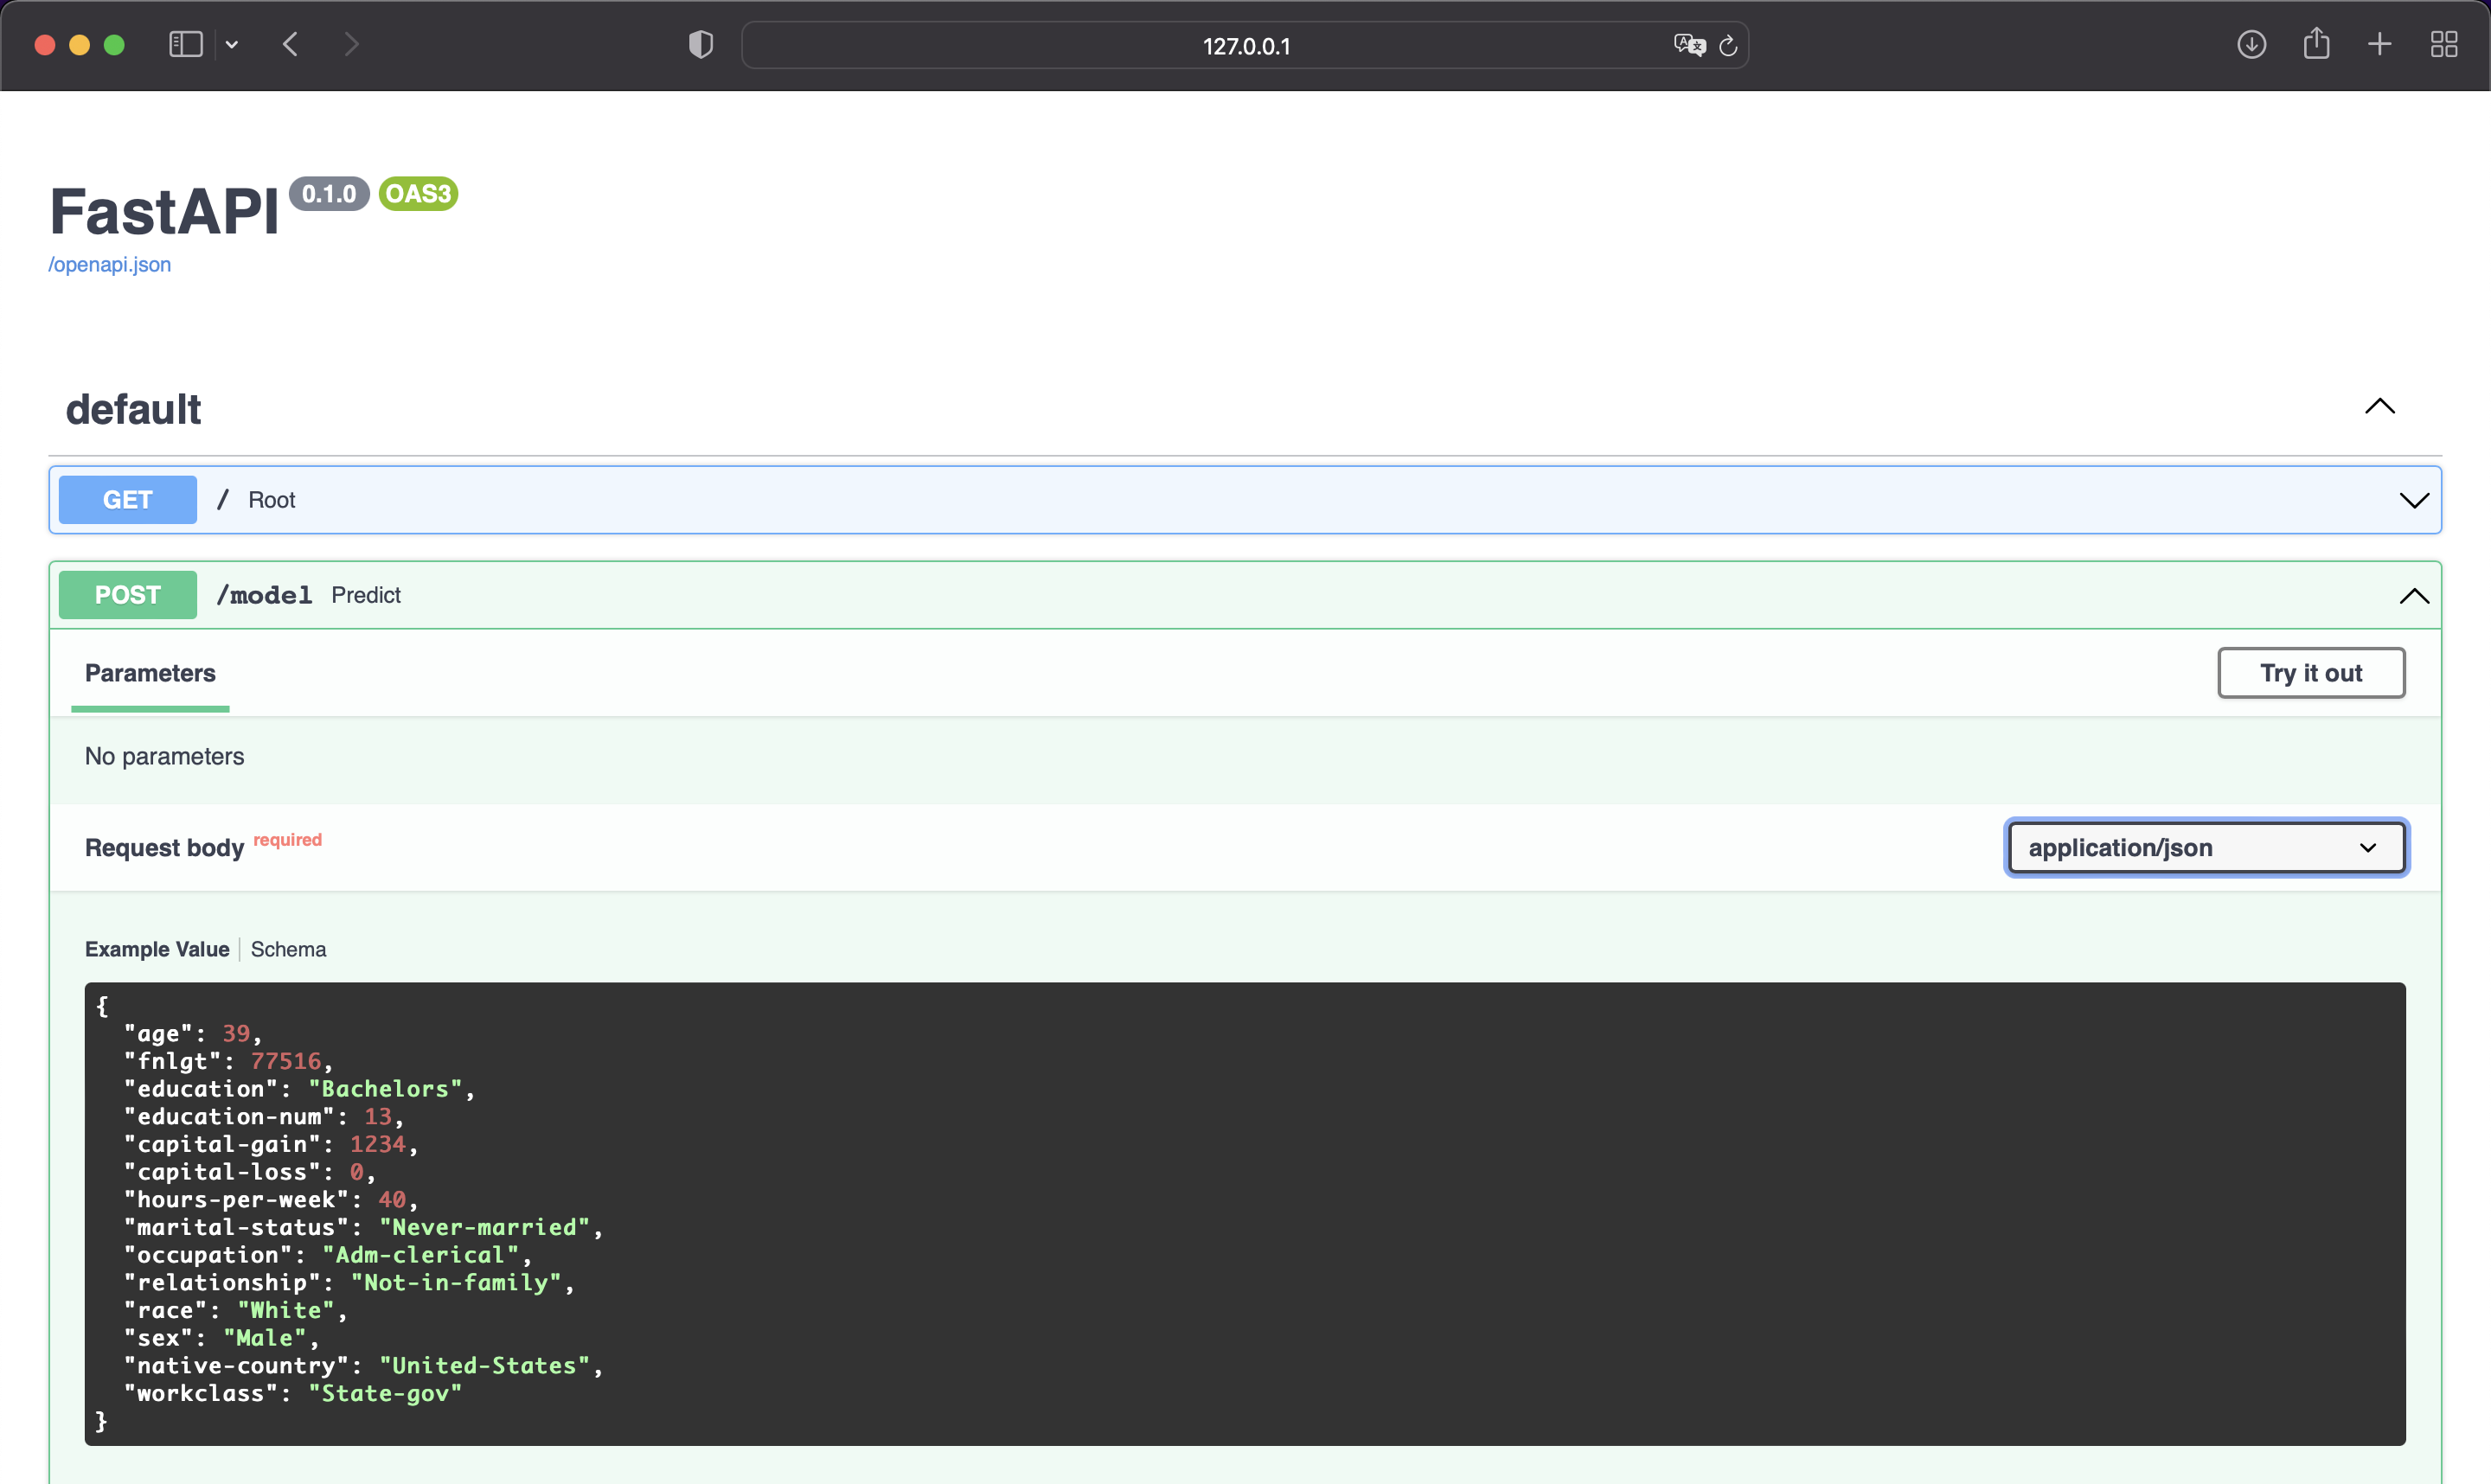 127.0.0.1
FastAPI 0.1.0 OAS3
/openapi.json
default
GET / Root
POST /model Predict
Parameters Try it out
No parameters
Request body required application/json
Example Value Schema
{
"age": 39,
"fnlgt": 77516,
"education": "Bachelors",
"education-num": 13,
"capital-gain": 1234,
"capital-loss": 0,
"hours-per-week": 40,
"marital-status": "Never-married",
"occupation": "Adm-clerical",
"relationship": "Not-in-family",
"race": "White",
"sex": "Male",
"native-country": "United-States",
"workclass": "State-gov"
}